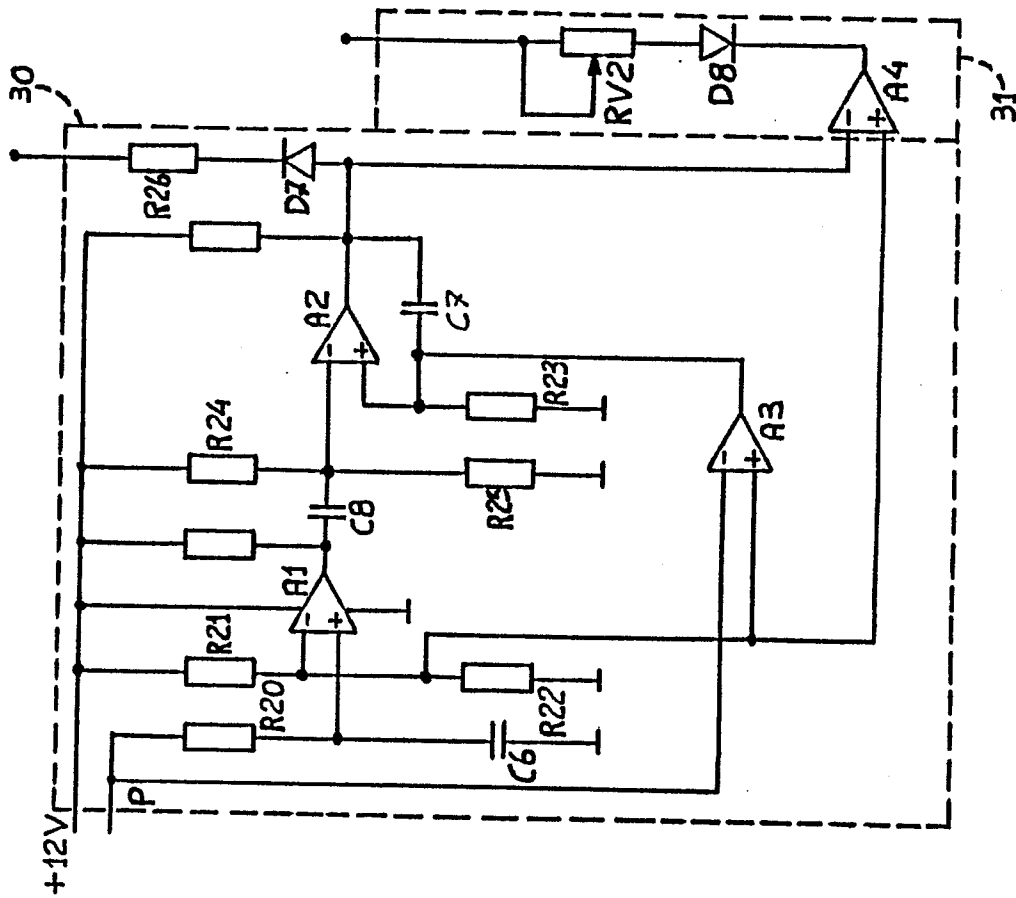 30
R26
D7
RV2
D8
A4
31
A2
C7
R24
R23
R25
A3
C8
A1
R21
R20
R22
C6
+12V
P
- +
- +
- +
- +